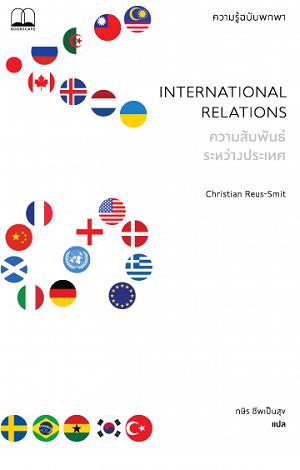 BOOKSCAPE
ความรู้ฉบับพกพา
INTERNATIONAL
RELATIONS
ความสัมพันธ์
ระหว่างประเทศ
Christian Reus-Smit
กษิร ชีพเป็นสุข
แปล